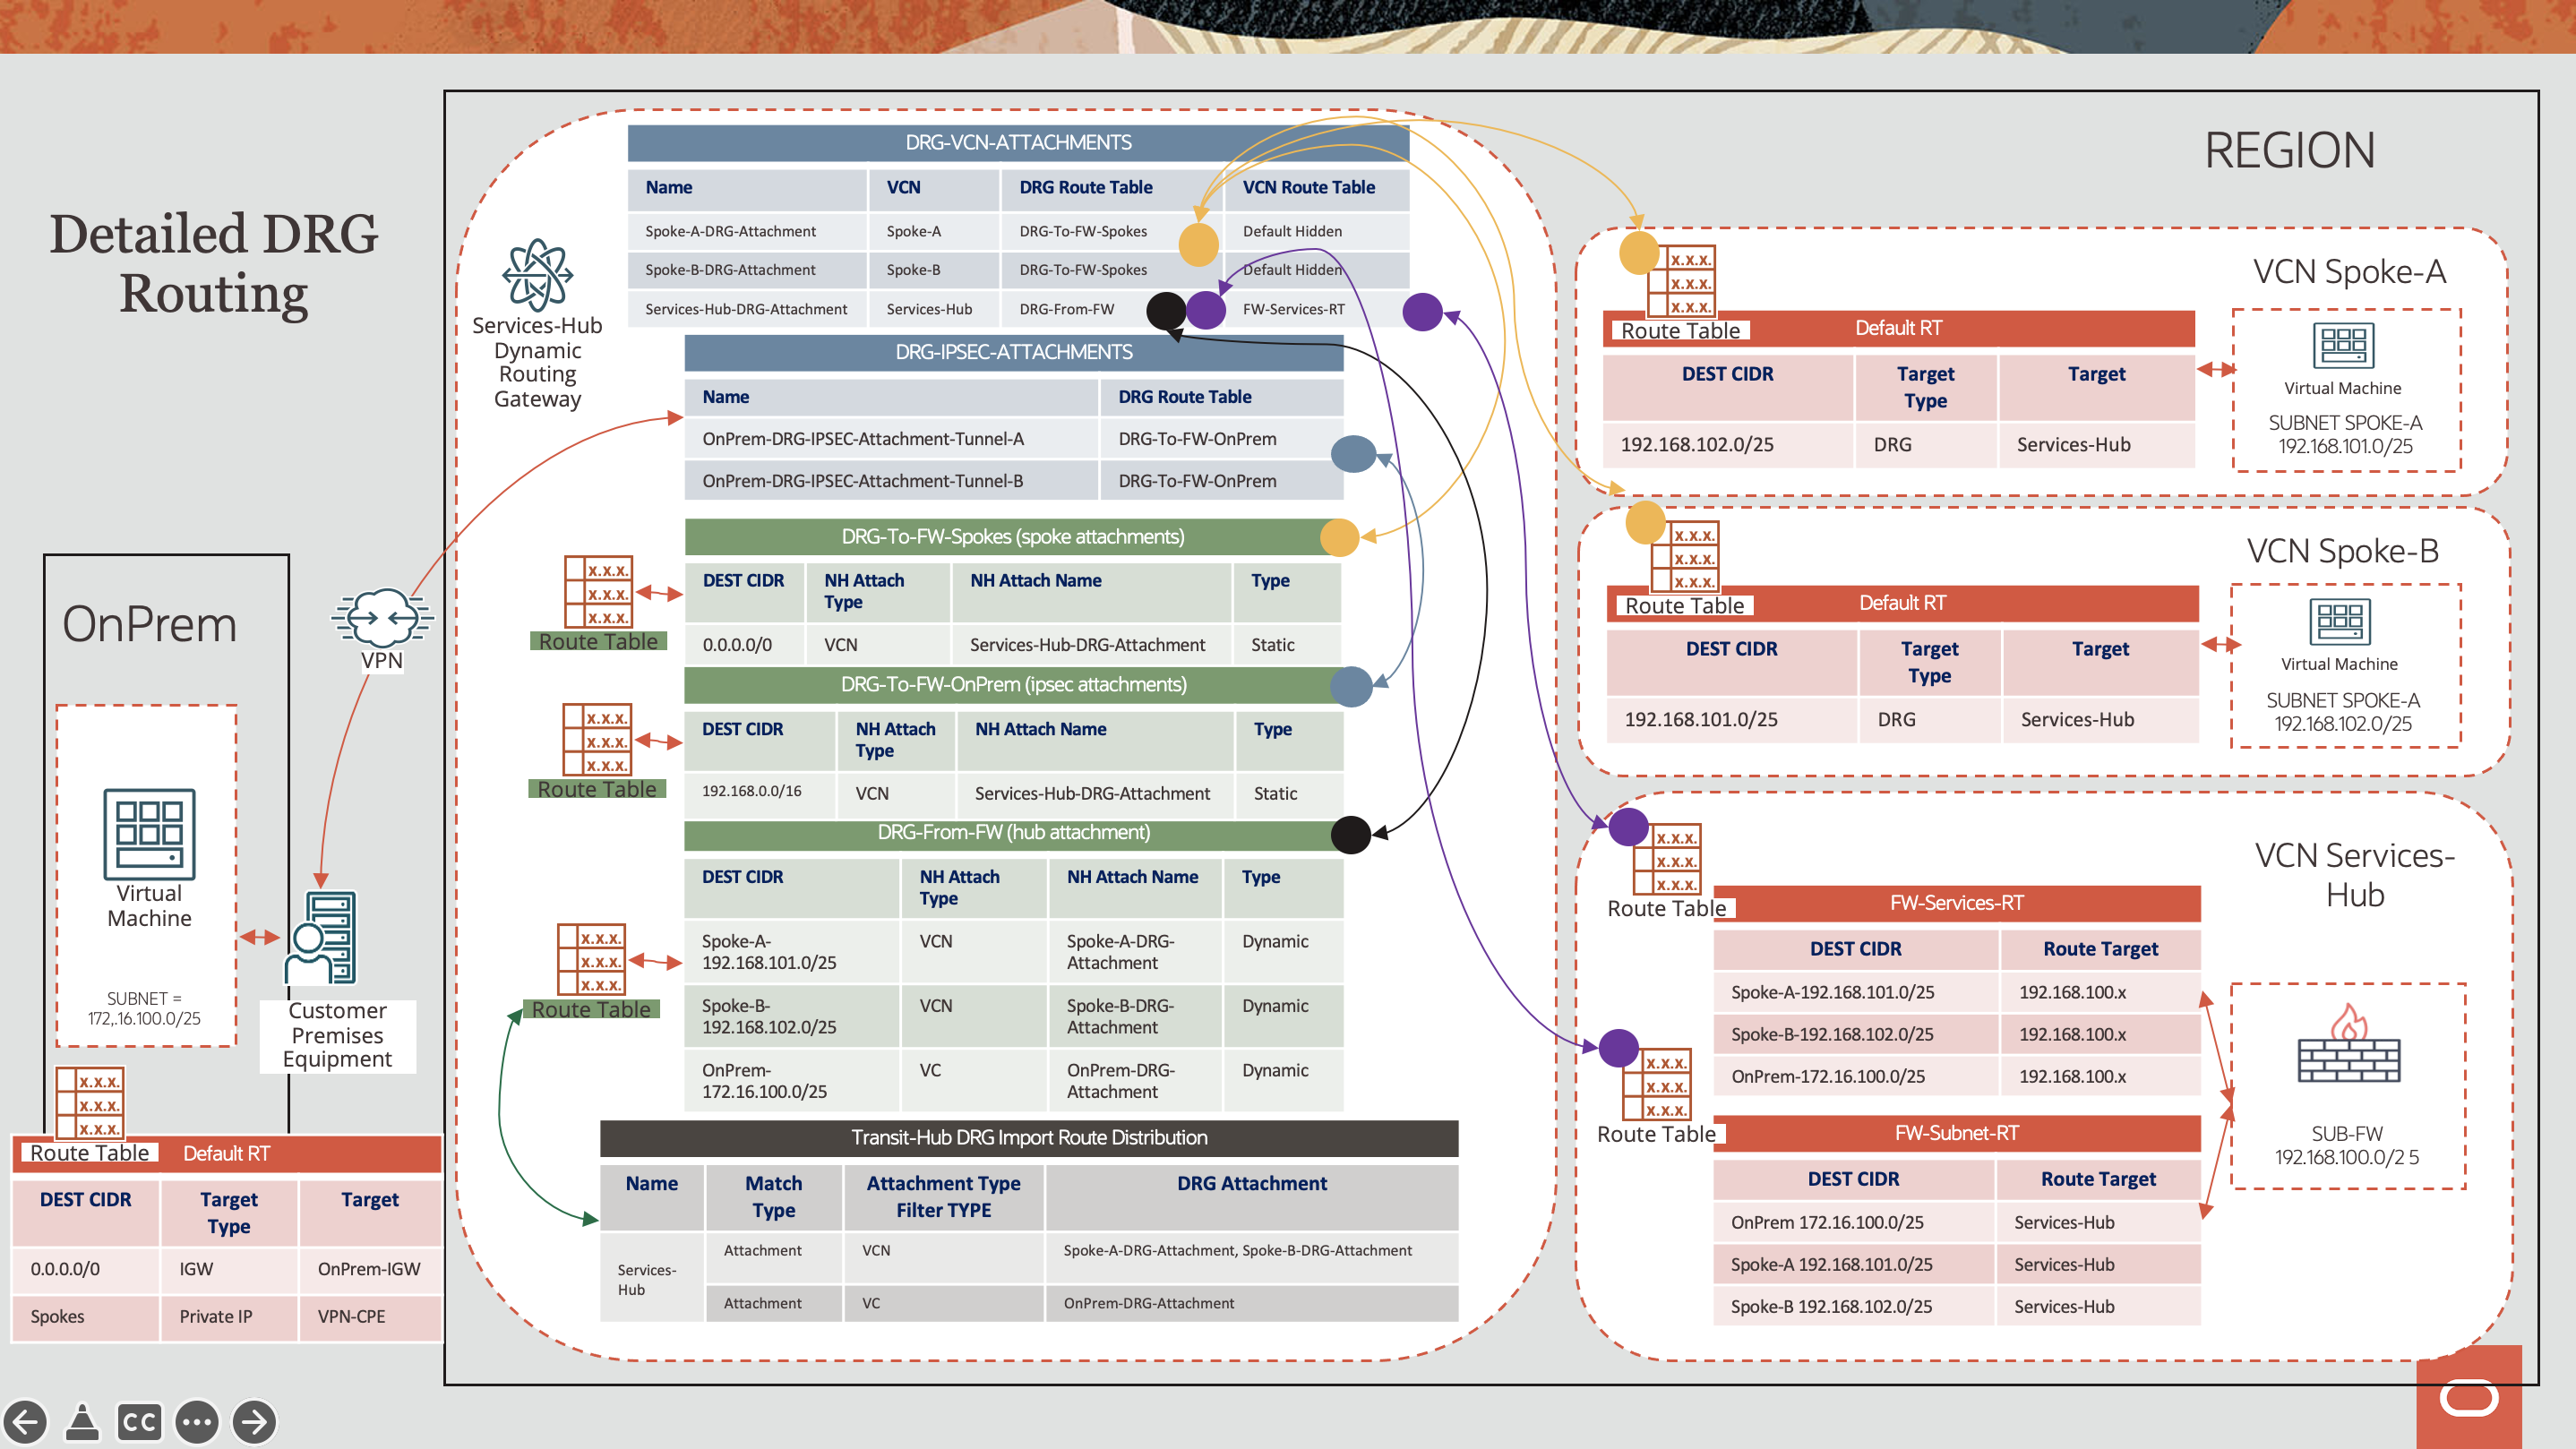 Detailed DRG
Routing
REGION
Services-Hub
Dynamic
Routing
Gateway
DRG-VCN-ATTACHMENTS
Name VCN DRG Route Table VCN Route Table
Spoke-A-DRG-Attachment Spoke-A DRG-To-FW-Spokes Default Hidden
Spoke-B-DRG-Attachment Spoke-B DRG-To-FW-Spokes Default Hidden
Services-Hub-DRG-Attachment Services-Hub DRG-From-FW FW-Services-RT
DRG-IPSEC-ATTACHMENTS
Name DRG Route Table
OnPrem-DRG-IPSEC-Attachment-Tunnel-A DRG-To-FW-OnPrem
OnPrem-DRG-IPSEC-Attachment-Tunnel-B DRG-To-FW-OnPrem
DRG-To-FW-Spokes (spoke attachments)
x.x.x.
x.x.x.
x.x.x.
Route Table
DEST CIDR NH Attach Type NH Attach Name Type
0.0.0.0/0 VCN Services-Hub-DRG-Attachment Static
DRG-To-FW-OnPrem (ipsec attachments)
x.x.x.
x.x.x.
x.x.x.
Route Table
DEST CIDR NH Attach Type NH Attach Name Type
192.168.0.0/16 VCN Services-Hub-DRG-Attachment Static
DRG-From-FW (hub attachment)
x.x.x.
x.x.x.
x.x.x.
Route Table
DEST CIDR NH Attach Type NH Attach Name Type
Spoke-A-192.168.101.0/25 VCN Spoke-A-DRG-Attachment Dynamic
Spoke-B-192.168.102.0/25 VCN Spoke-B-DRG-Attachment Dynamic
OnPrem-172.16.100.0/25 VC OnPrem-DRG-Attachment Dynamic
Transit-Hub DRG Import Route Distribution
Name Match Type Attachment Type Filter TYPE DRG Attachment
Services-Hub Attachment VCN Spoke-A-DRG-Attachment, Spoke-B-DRG-Attachment
Attachment VC OnPrem-DRG-Attachment
OnPrem
VPN
Virtual
Machine
SUBNET =
172,.16.100.0/25
Customer
Premises
Equipment
x.x.x.
x.x.x.
x.x.x.
Route Table
Default RT
DEST CIDR Target Type Target
0.0.0.0/0 IGW OnPrem-IGW
Spokes Private IP VPN-CPE
VCN Spoke-A
x.x.x.
x.x.x.
x.x.x.
Route Table
Default RT
DEST CIDR Target Type Target
192.168.102.0/25 DRG Services-Hub
Virtual Machine
SUBNET SPOKE-A
192.168.101.0/25
VCN Spoke-B
x.x.x.
x.x.x.
x.x.x.
Route Table
Default RT
DEST CIDR Target Type Target
192.168.101.0/25 DRG Services-Hub
Virtual Machine
SUBNET SPOKE-A
192.168.102.0/25
VCN Services-
Hub
x.x.x.
x.x.x.
x.x.x.
Route Table
FW-Services-RT
DEST CIDR Route Target
Spoke-A-192.168.101.0/25 192.168.100.x
Spoke-B-192.168.102.0/25 192.168.100.x
OnPrem-172.16.100.0/25 192.168.100.x
x.x.x.
x.x.x.
x.x.x.
Route Table
FW-Subnet-RT
DEST CIDR Route Target
OnPrem 172.16.100.0/25 Services-Hub
Spoke-A 192.168.101.0/25 Services-Hub
Spoke-B 192.168.102.0/25 Services-Hub
SUB-FW
192.168.100.0/2 5
CC